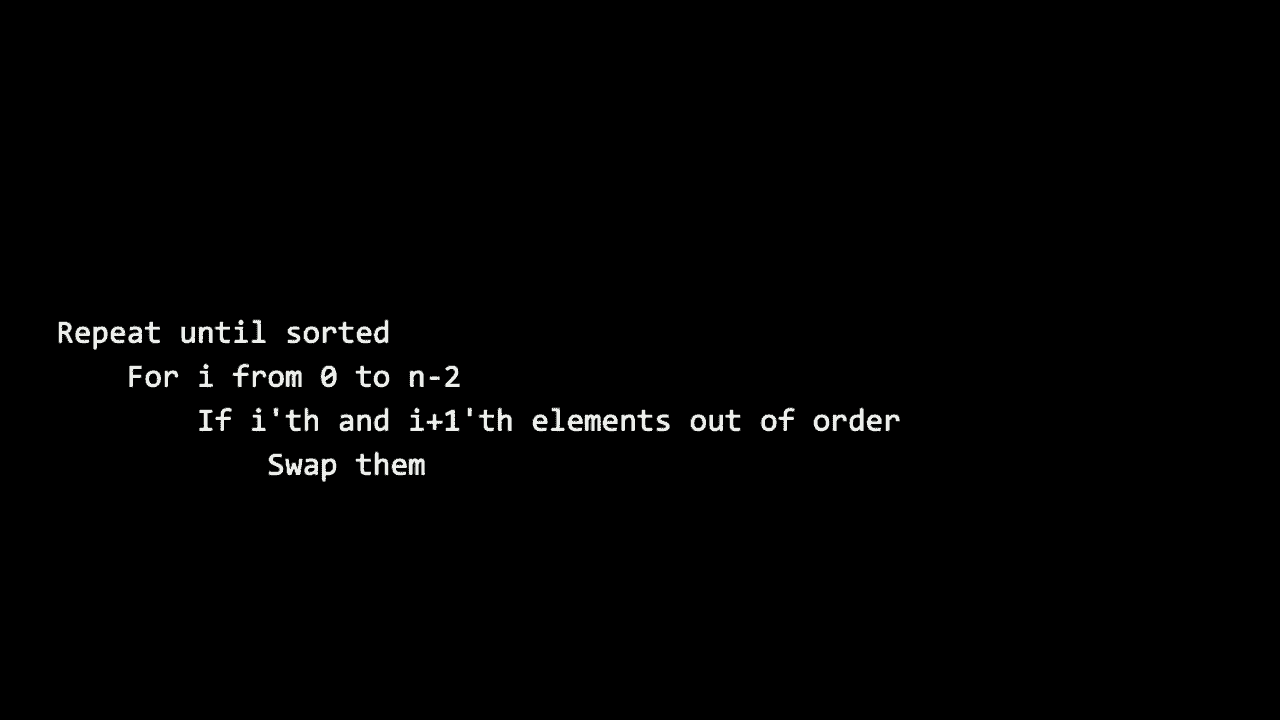 Repeat until sorted
For i from 0 to n-2
If i'th and i+1'th elements out of order
Swap them